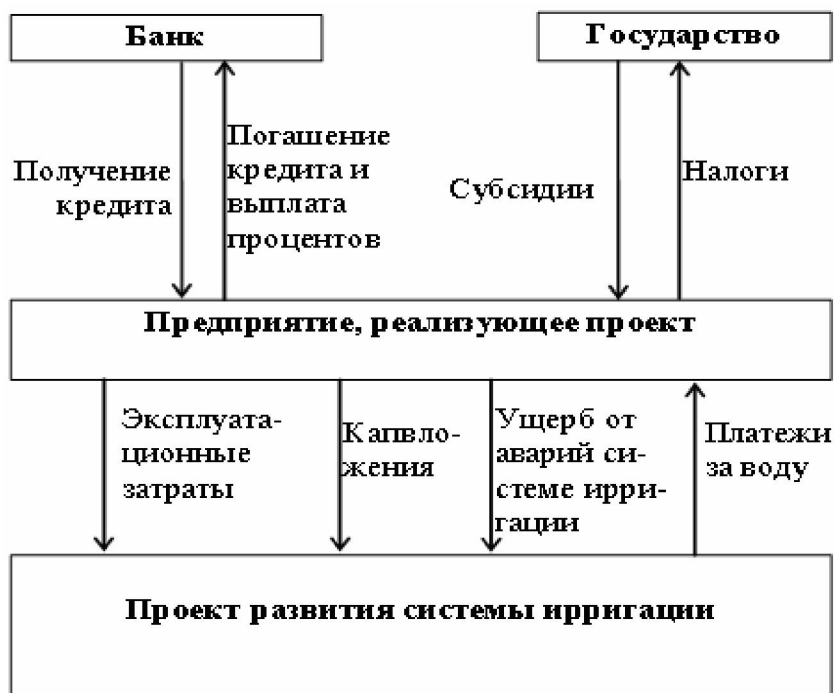 Банк
Государство
Получение
кредита
Погашение
кредита и
выплата
процентов
Субсидии
Налоги
Предприятие, реализующее проект
Эксплуата-
ционные
затраты
Капвло-
жения
Ущерб от
аварий си-
стеме ирри-
гации
Платежи
за воду
Проект развития системы ирригации